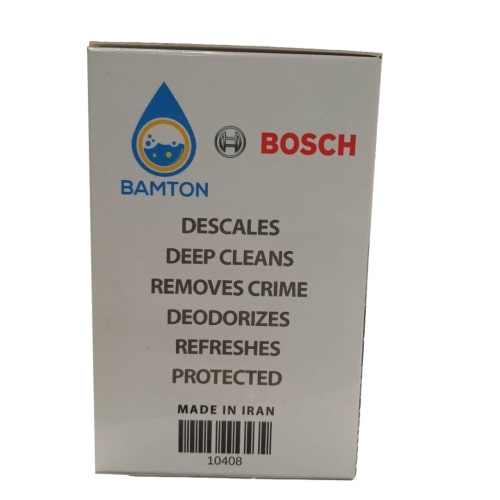 BAMTON
BOSCH
DESCALES
DEEP CLEANS
REMOVES CRIME
DEODORIZES
REFRESHES
PROTECTED
MADE IN IRAN
10408